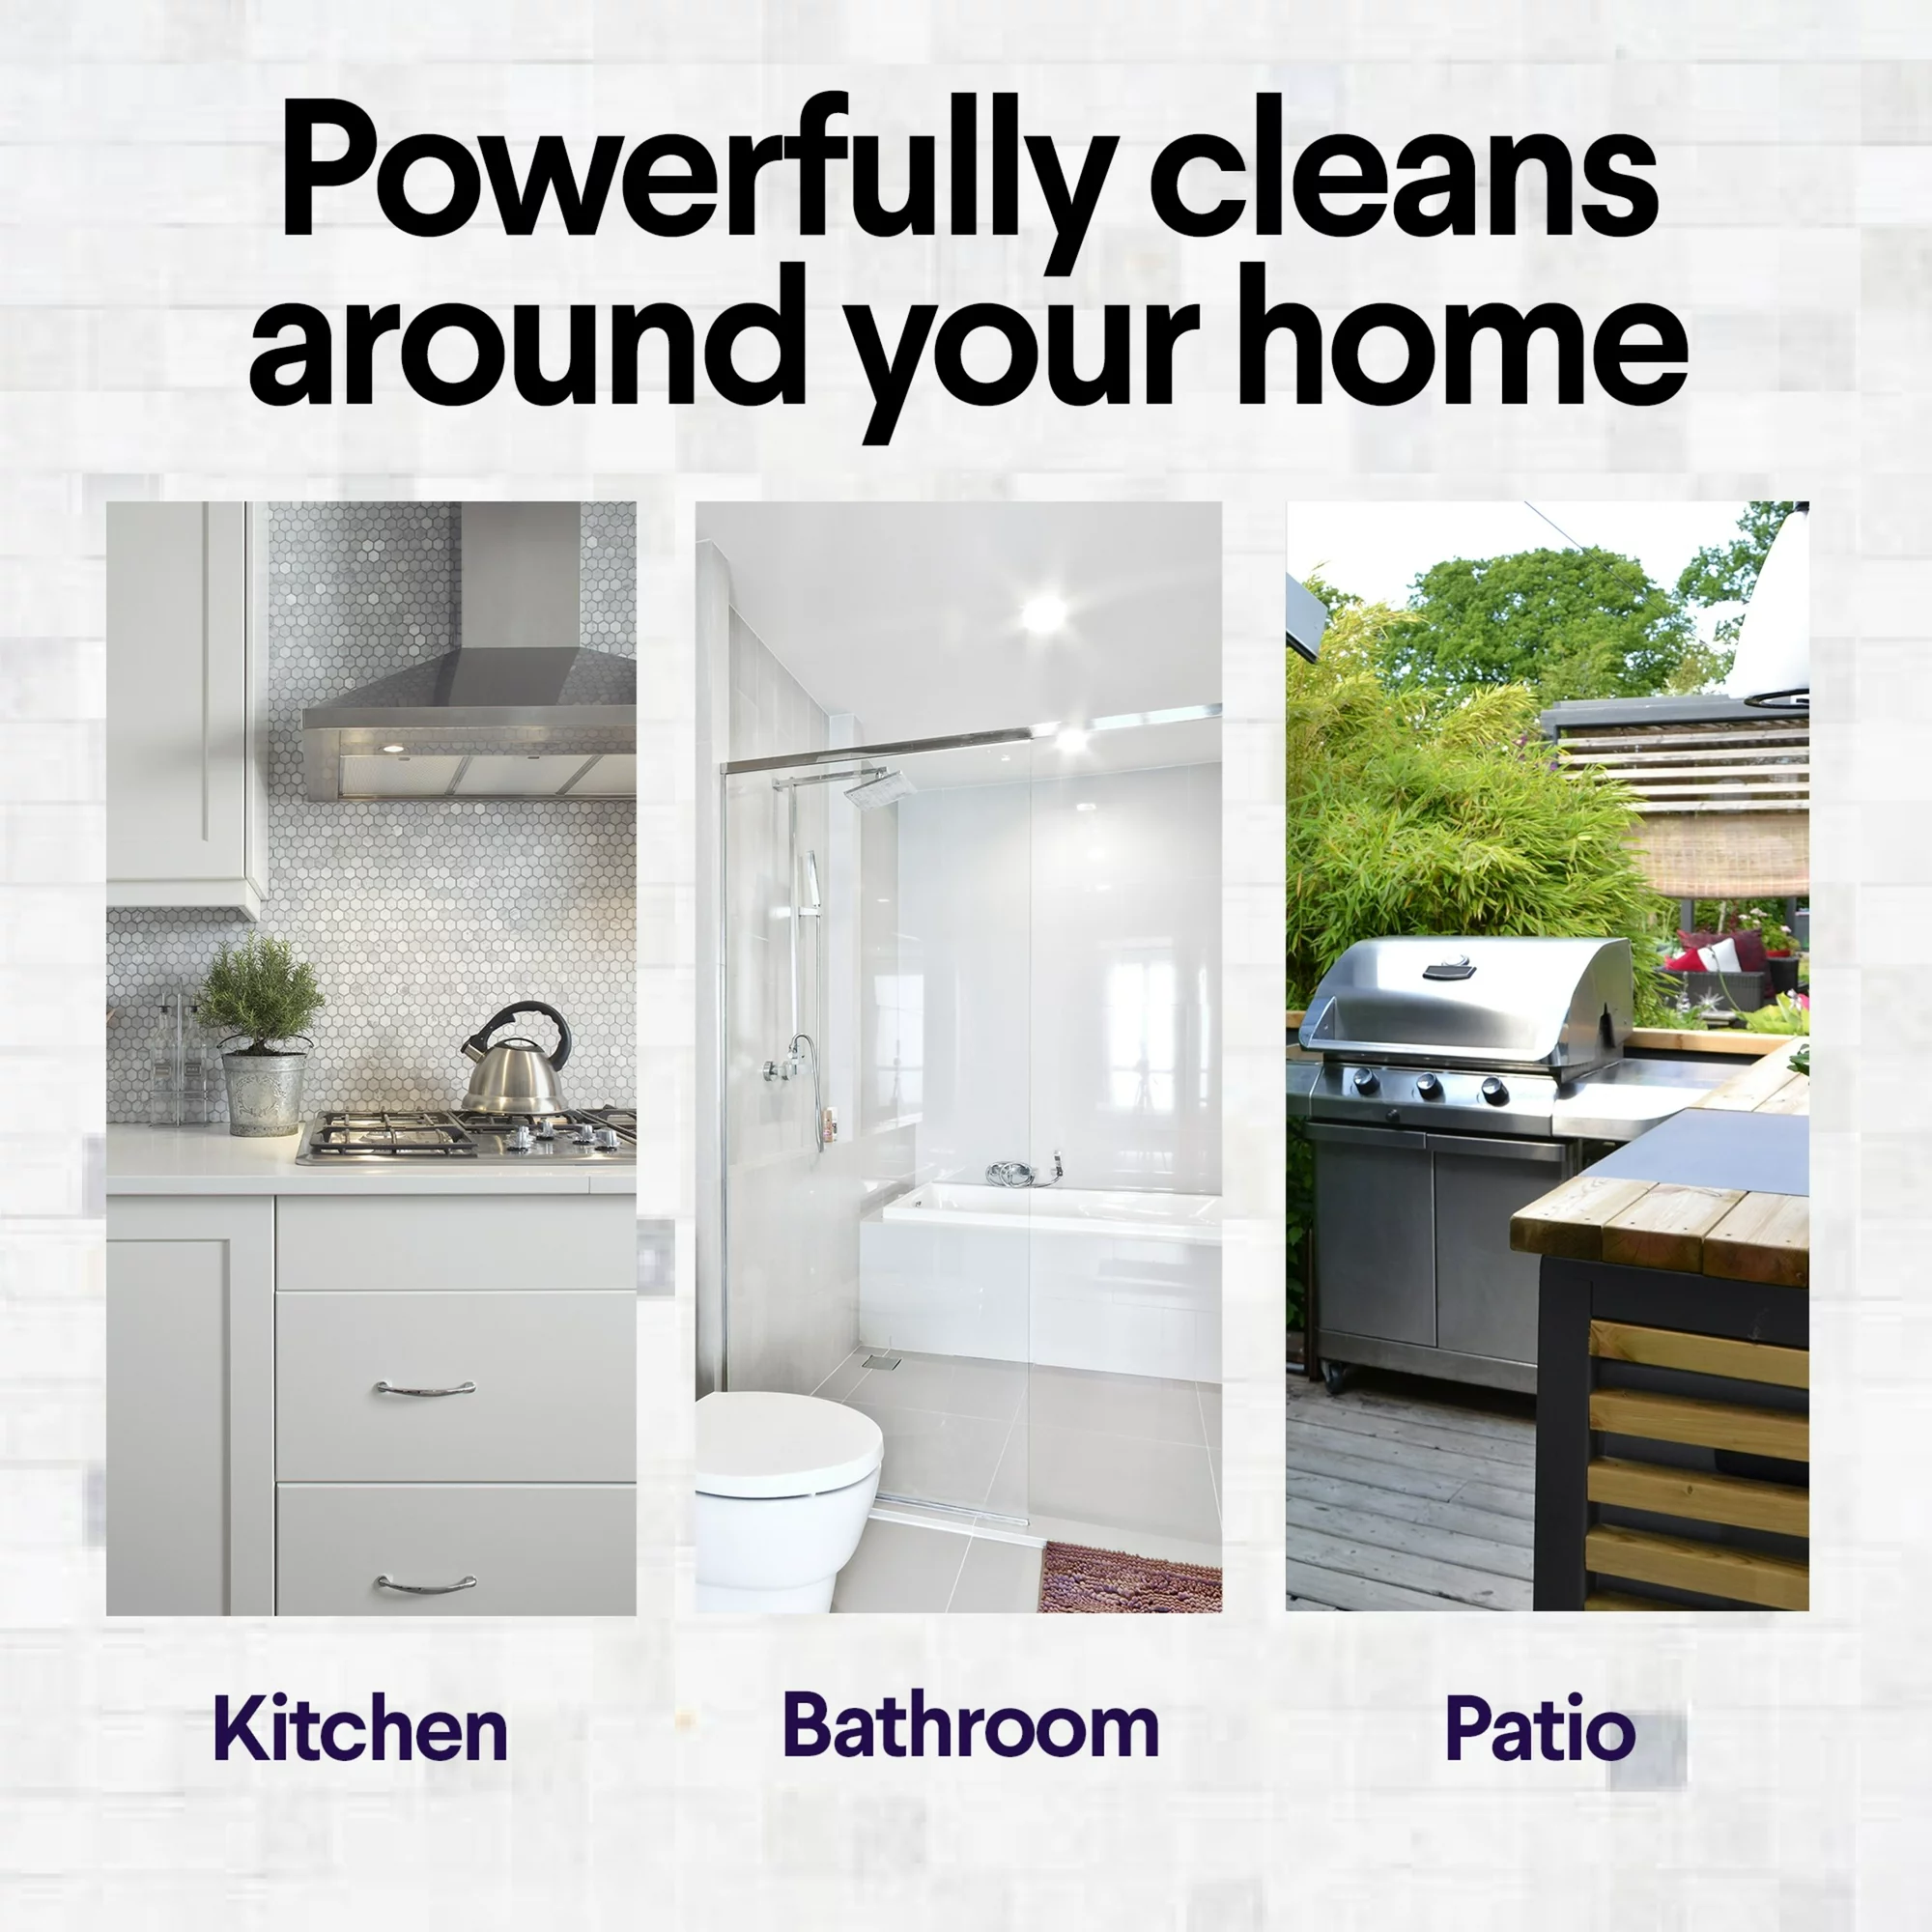 Powerfully cleans
around your home
Kitchen
Bathroom
Patio